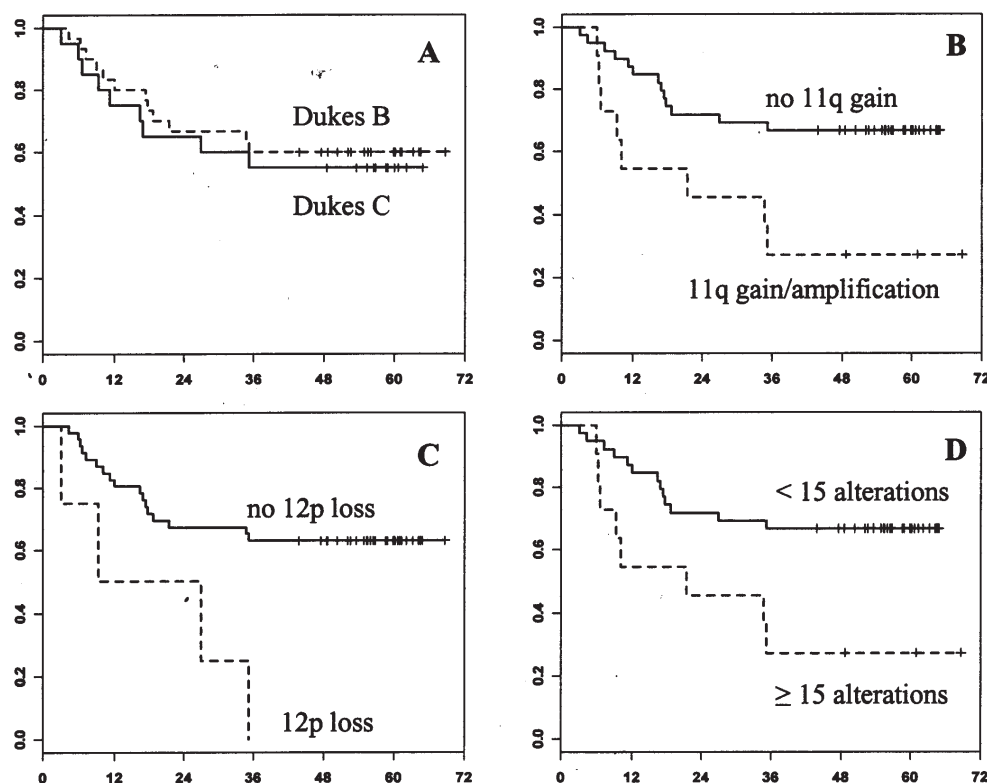 A
1.0
0.8
0.6
0.4
0.2
0.0
Dukes B
Dukes C
0 12 24 36 48 60 72
B
1.0
0.8
0.6
0.4
0.2
0.0
no 11q gain
11q gain/amplification
0 12 24 36 48 60 72
C
1.0
0.8
0.6
0.4
0.2
0.0
no 12p loss
12p loss
0 12 24 36 48 60 72
D
1.0
0.8
0.6
0.4
0.2
0.0
< 15 alterations
≥ 15 alterations
0 12 24 36 48 60 72